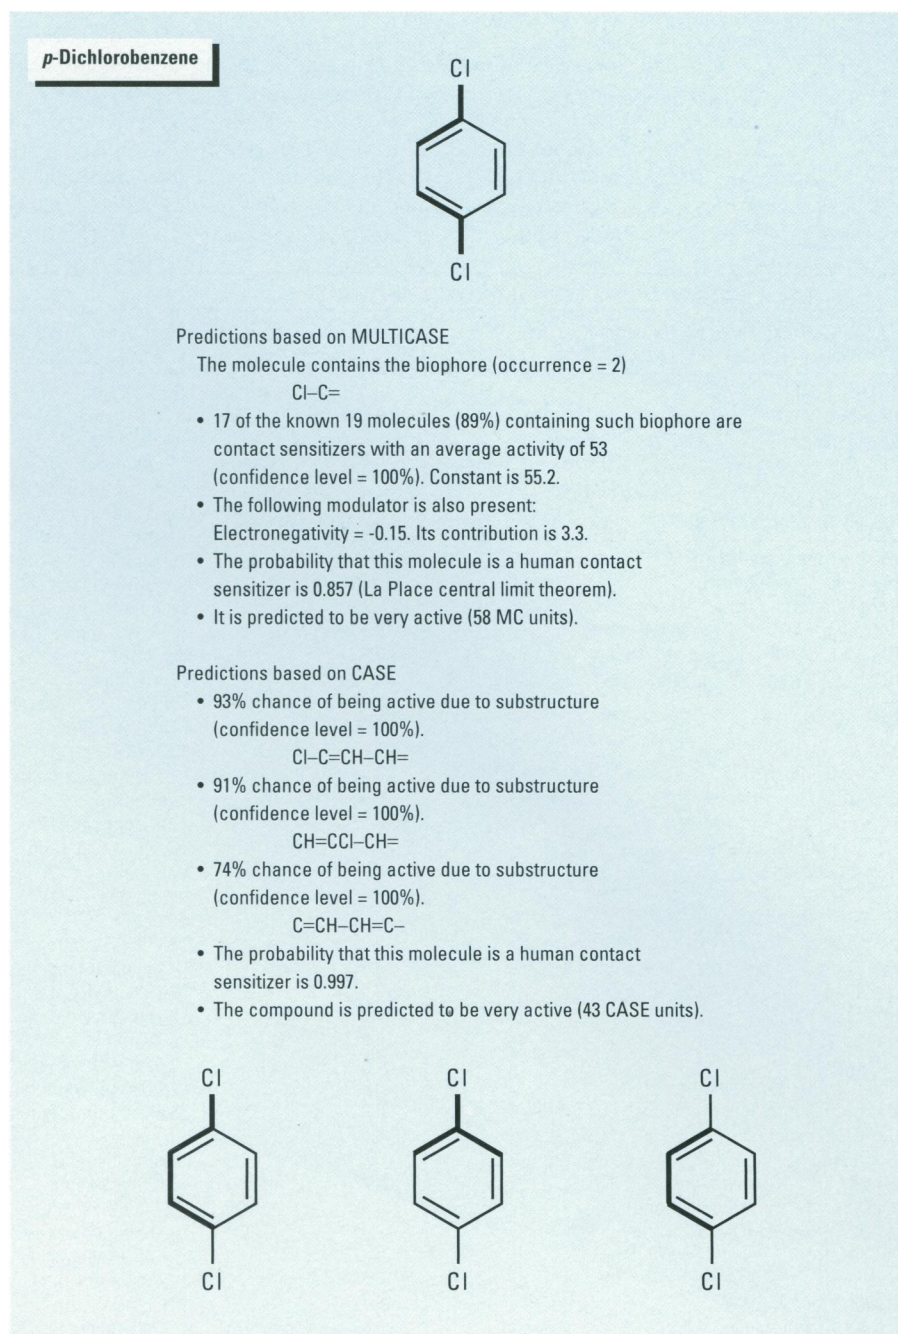 p-Dichlorobenzene
Cl
Cl
Predictions based on MULTICASE
The molecule contains the biophore (occurrence = 2)
Cl–C=
• 17 of the known 19 molecules (89%) containing such biophore are
contact sensitizers with an average activity of 53
(confidence level = 100%). Constant is 55.2.
• The following modulator is also present:
Electronegativity = -0.15. Its contribution is 3.3.
• The probability that this molecule is a human contact
sensitizer is 0.857 (La Place central limit theorem).
• It is predicted to be very active (58 MC units).
Predictions based on CASE
• 93% chance of being active due to substructure
(confidence level = 100%).
Cl–C=CH–CH=
• 91% chance of being active due to substructure
(confidence level = 100%).
CH=CCl–CH=
• 74% chance of being active due to substructure
(confidence level = 100%).
C=CH–CH=C–
• The probability that this molecule is a human contact
sensitizer is 0.997.
• The compound is predicted to be very active (43 CASE units).
Cl Cl Cl
Cl Cl Cl